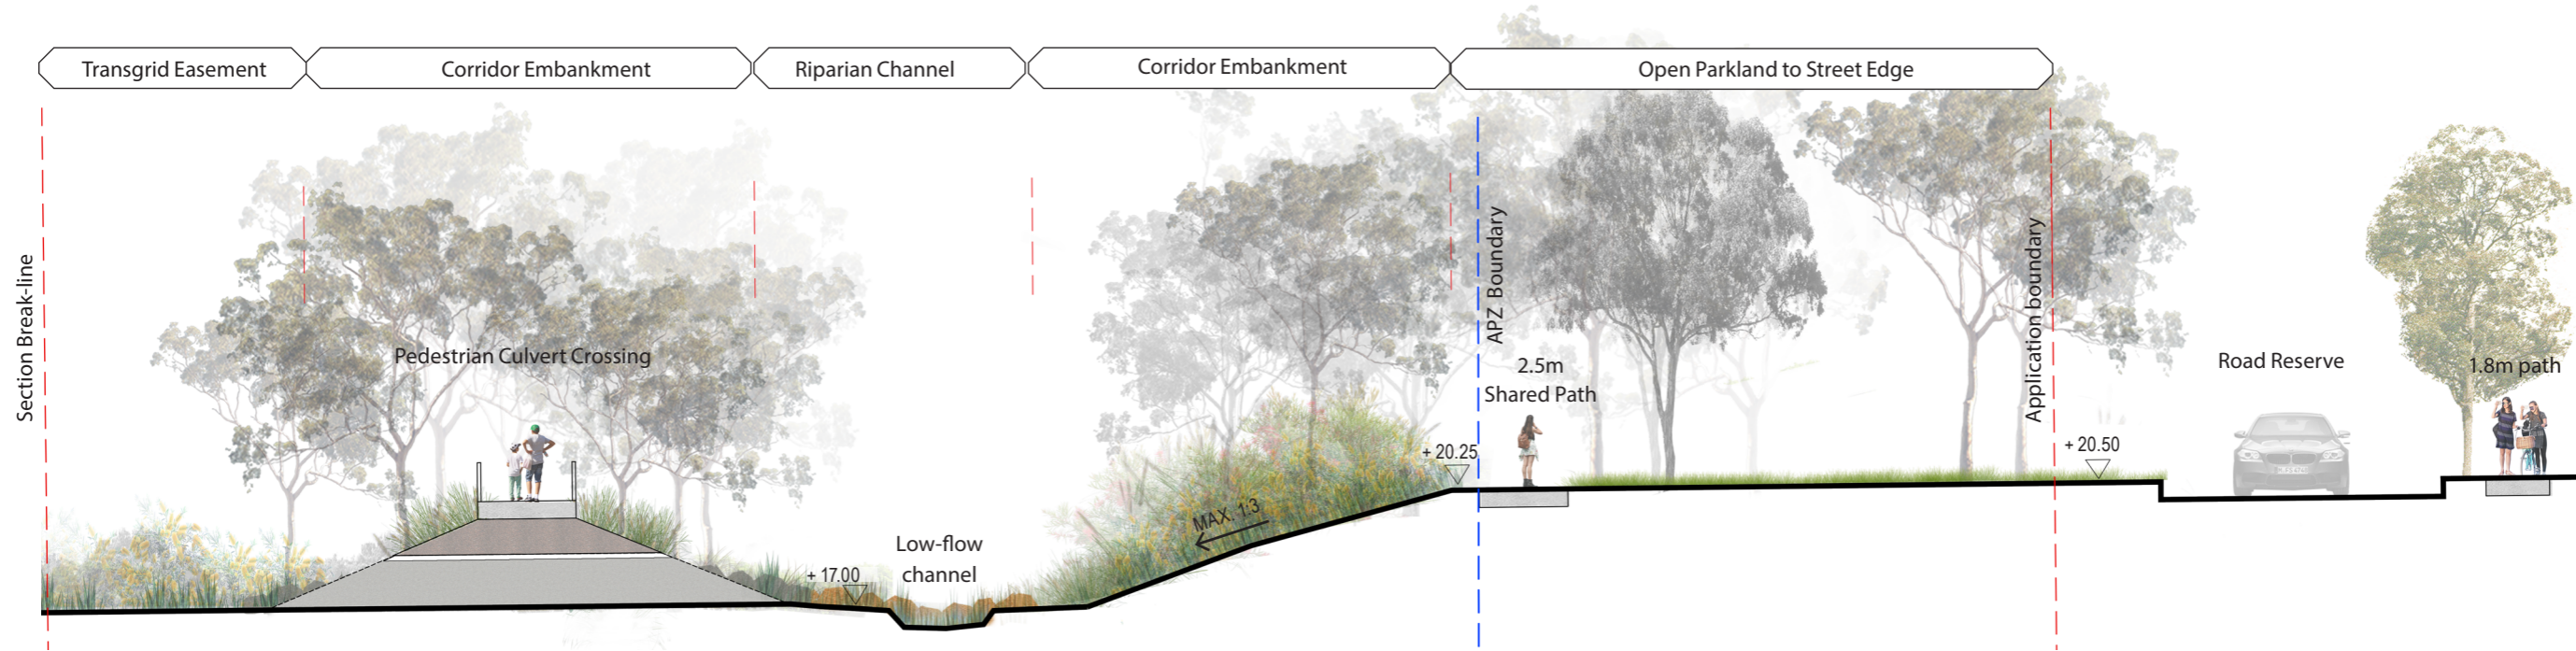 Transgrid Easement
Corridor Embankment
Riparian Channel
Corridor Embankment
Open Parkland to Street Edge
Section Break-line
Pedestrian Culvert Crossing
+ 17.00
Low-flow
channel
MAX. 1:3
+ 20.25
APZ Boundary
2.5m
Shared Path
Application boundary
+ 20.50
Road Reserve
1.8m path